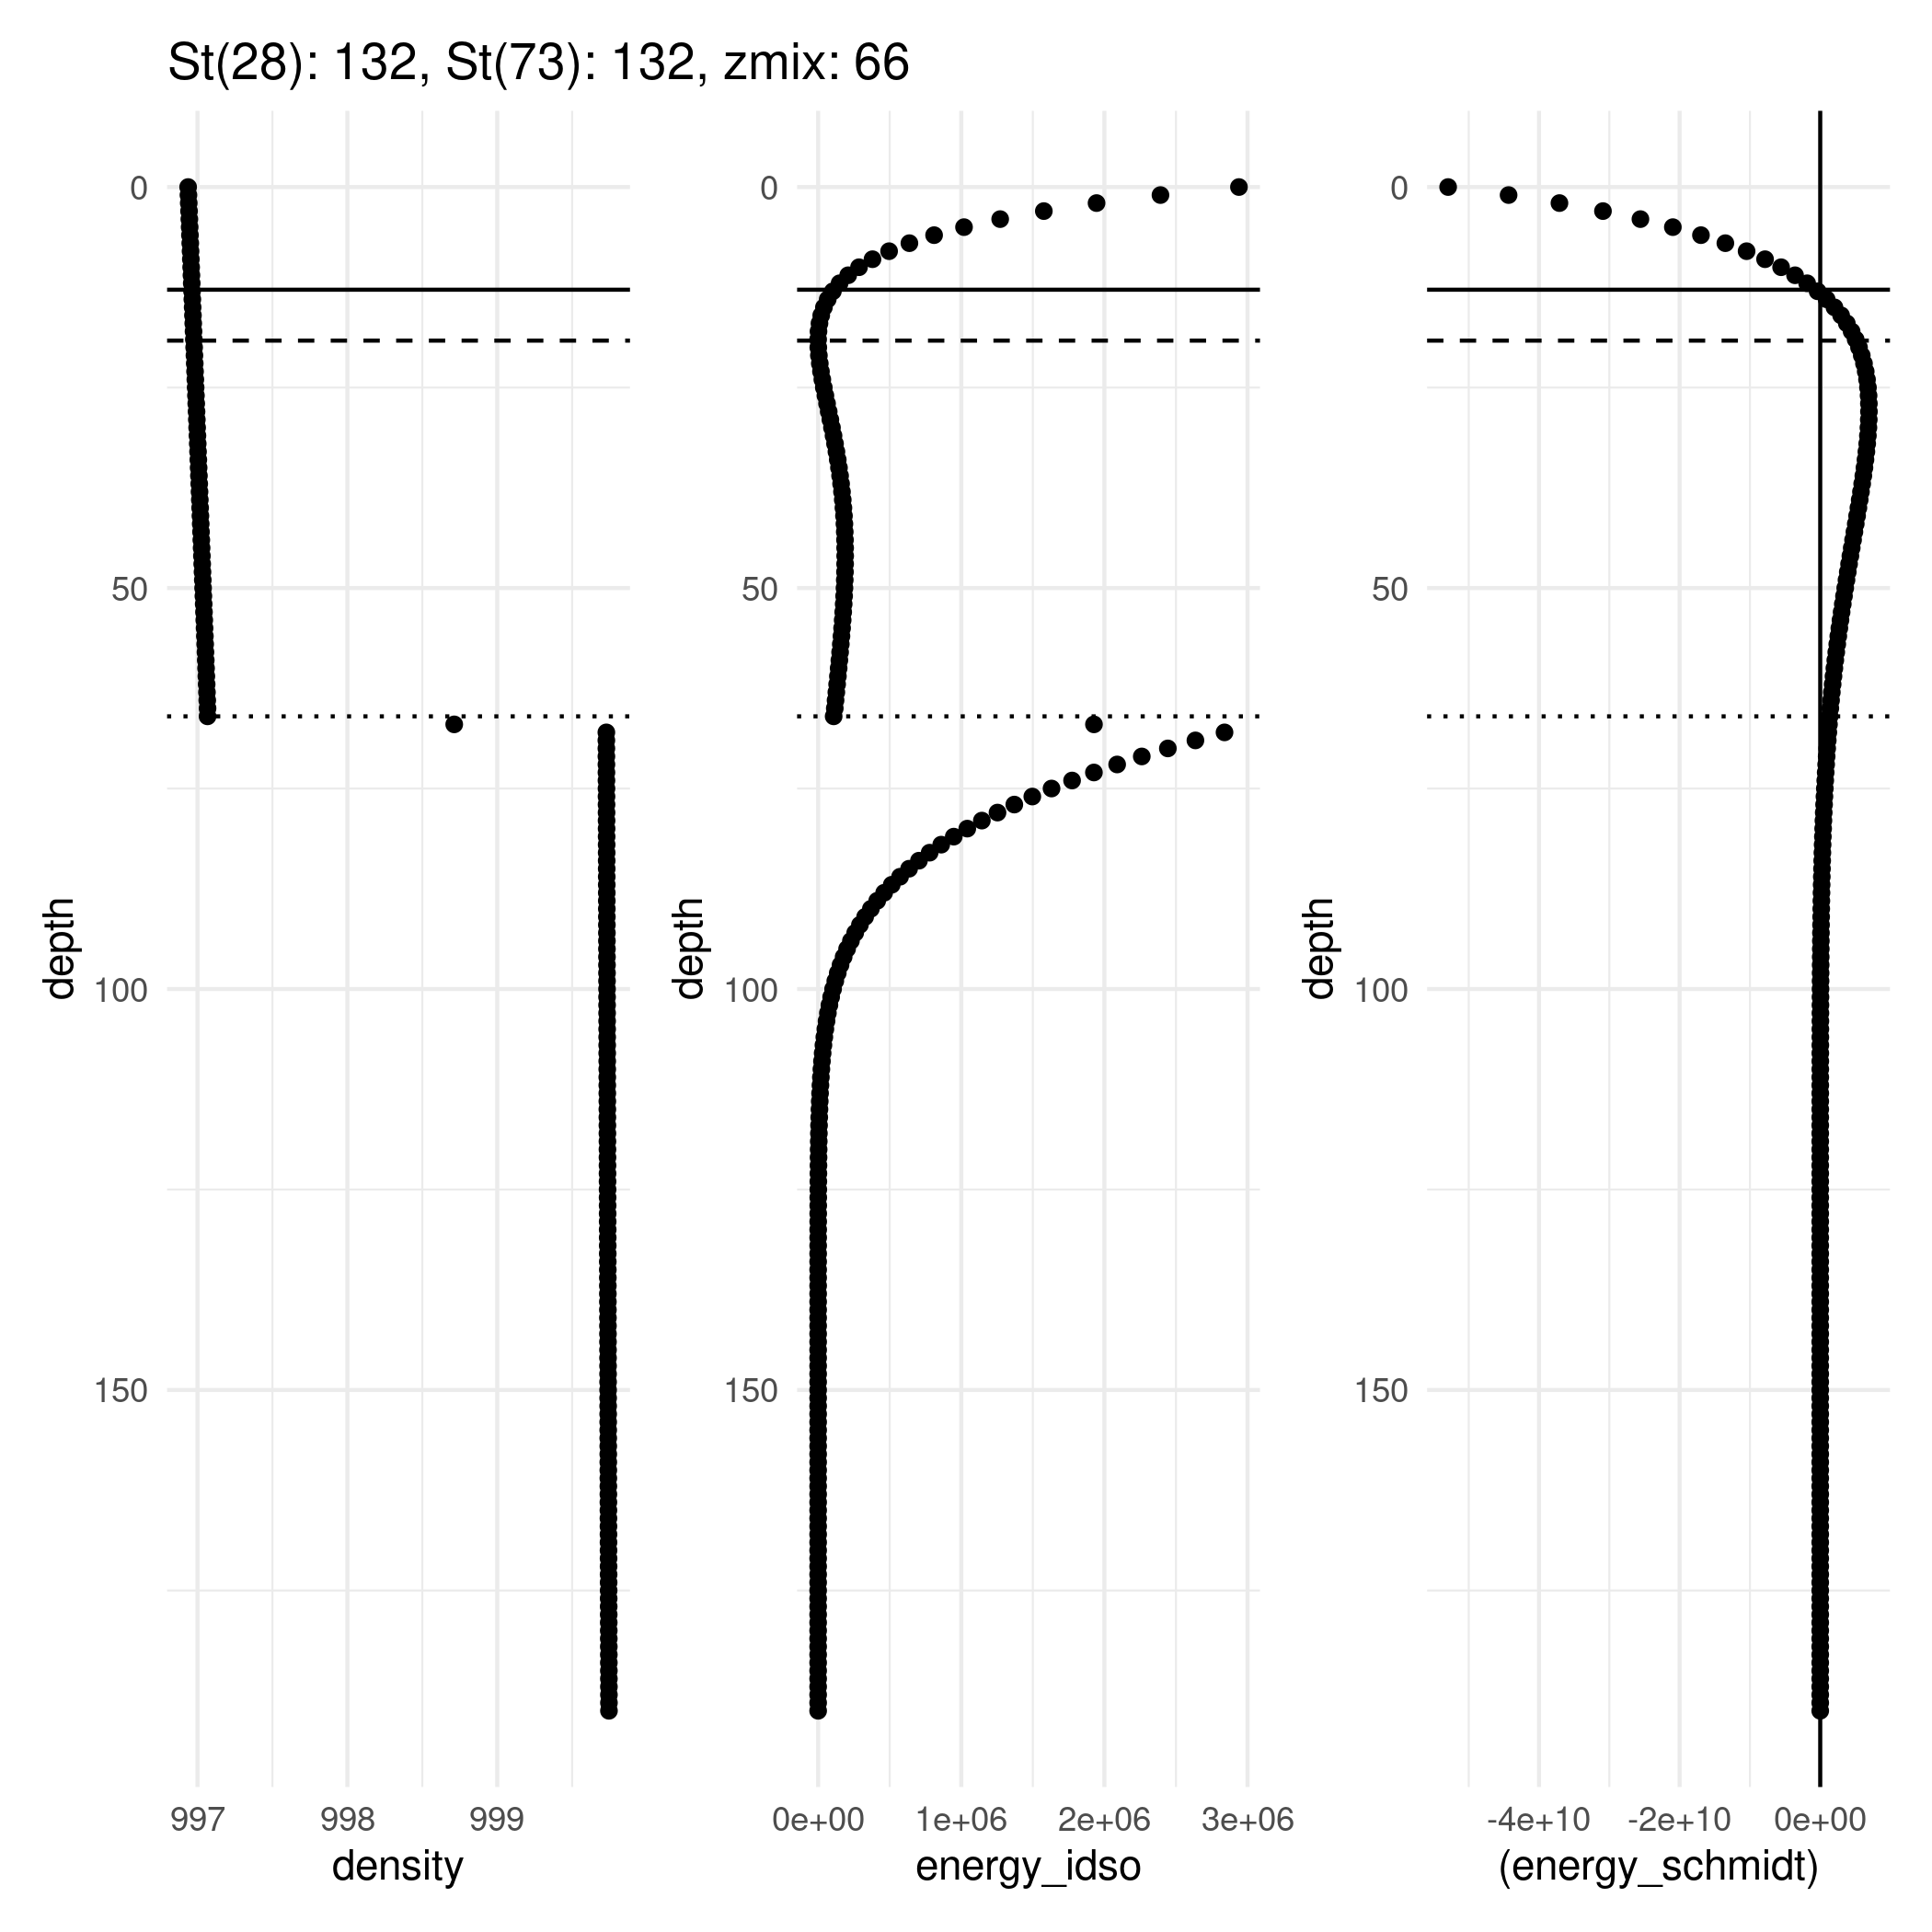 St(28): 132, St(73): 132, zmix: 66
0
50
100
150
depth
997
998
999
density
0
50
100
150
depth
0e+00
1e+06
2e+06
3e+06
energy_idso
0
50
100
150
depth
-4e+10
-2e+10
0e+00
(energy_schmidt)